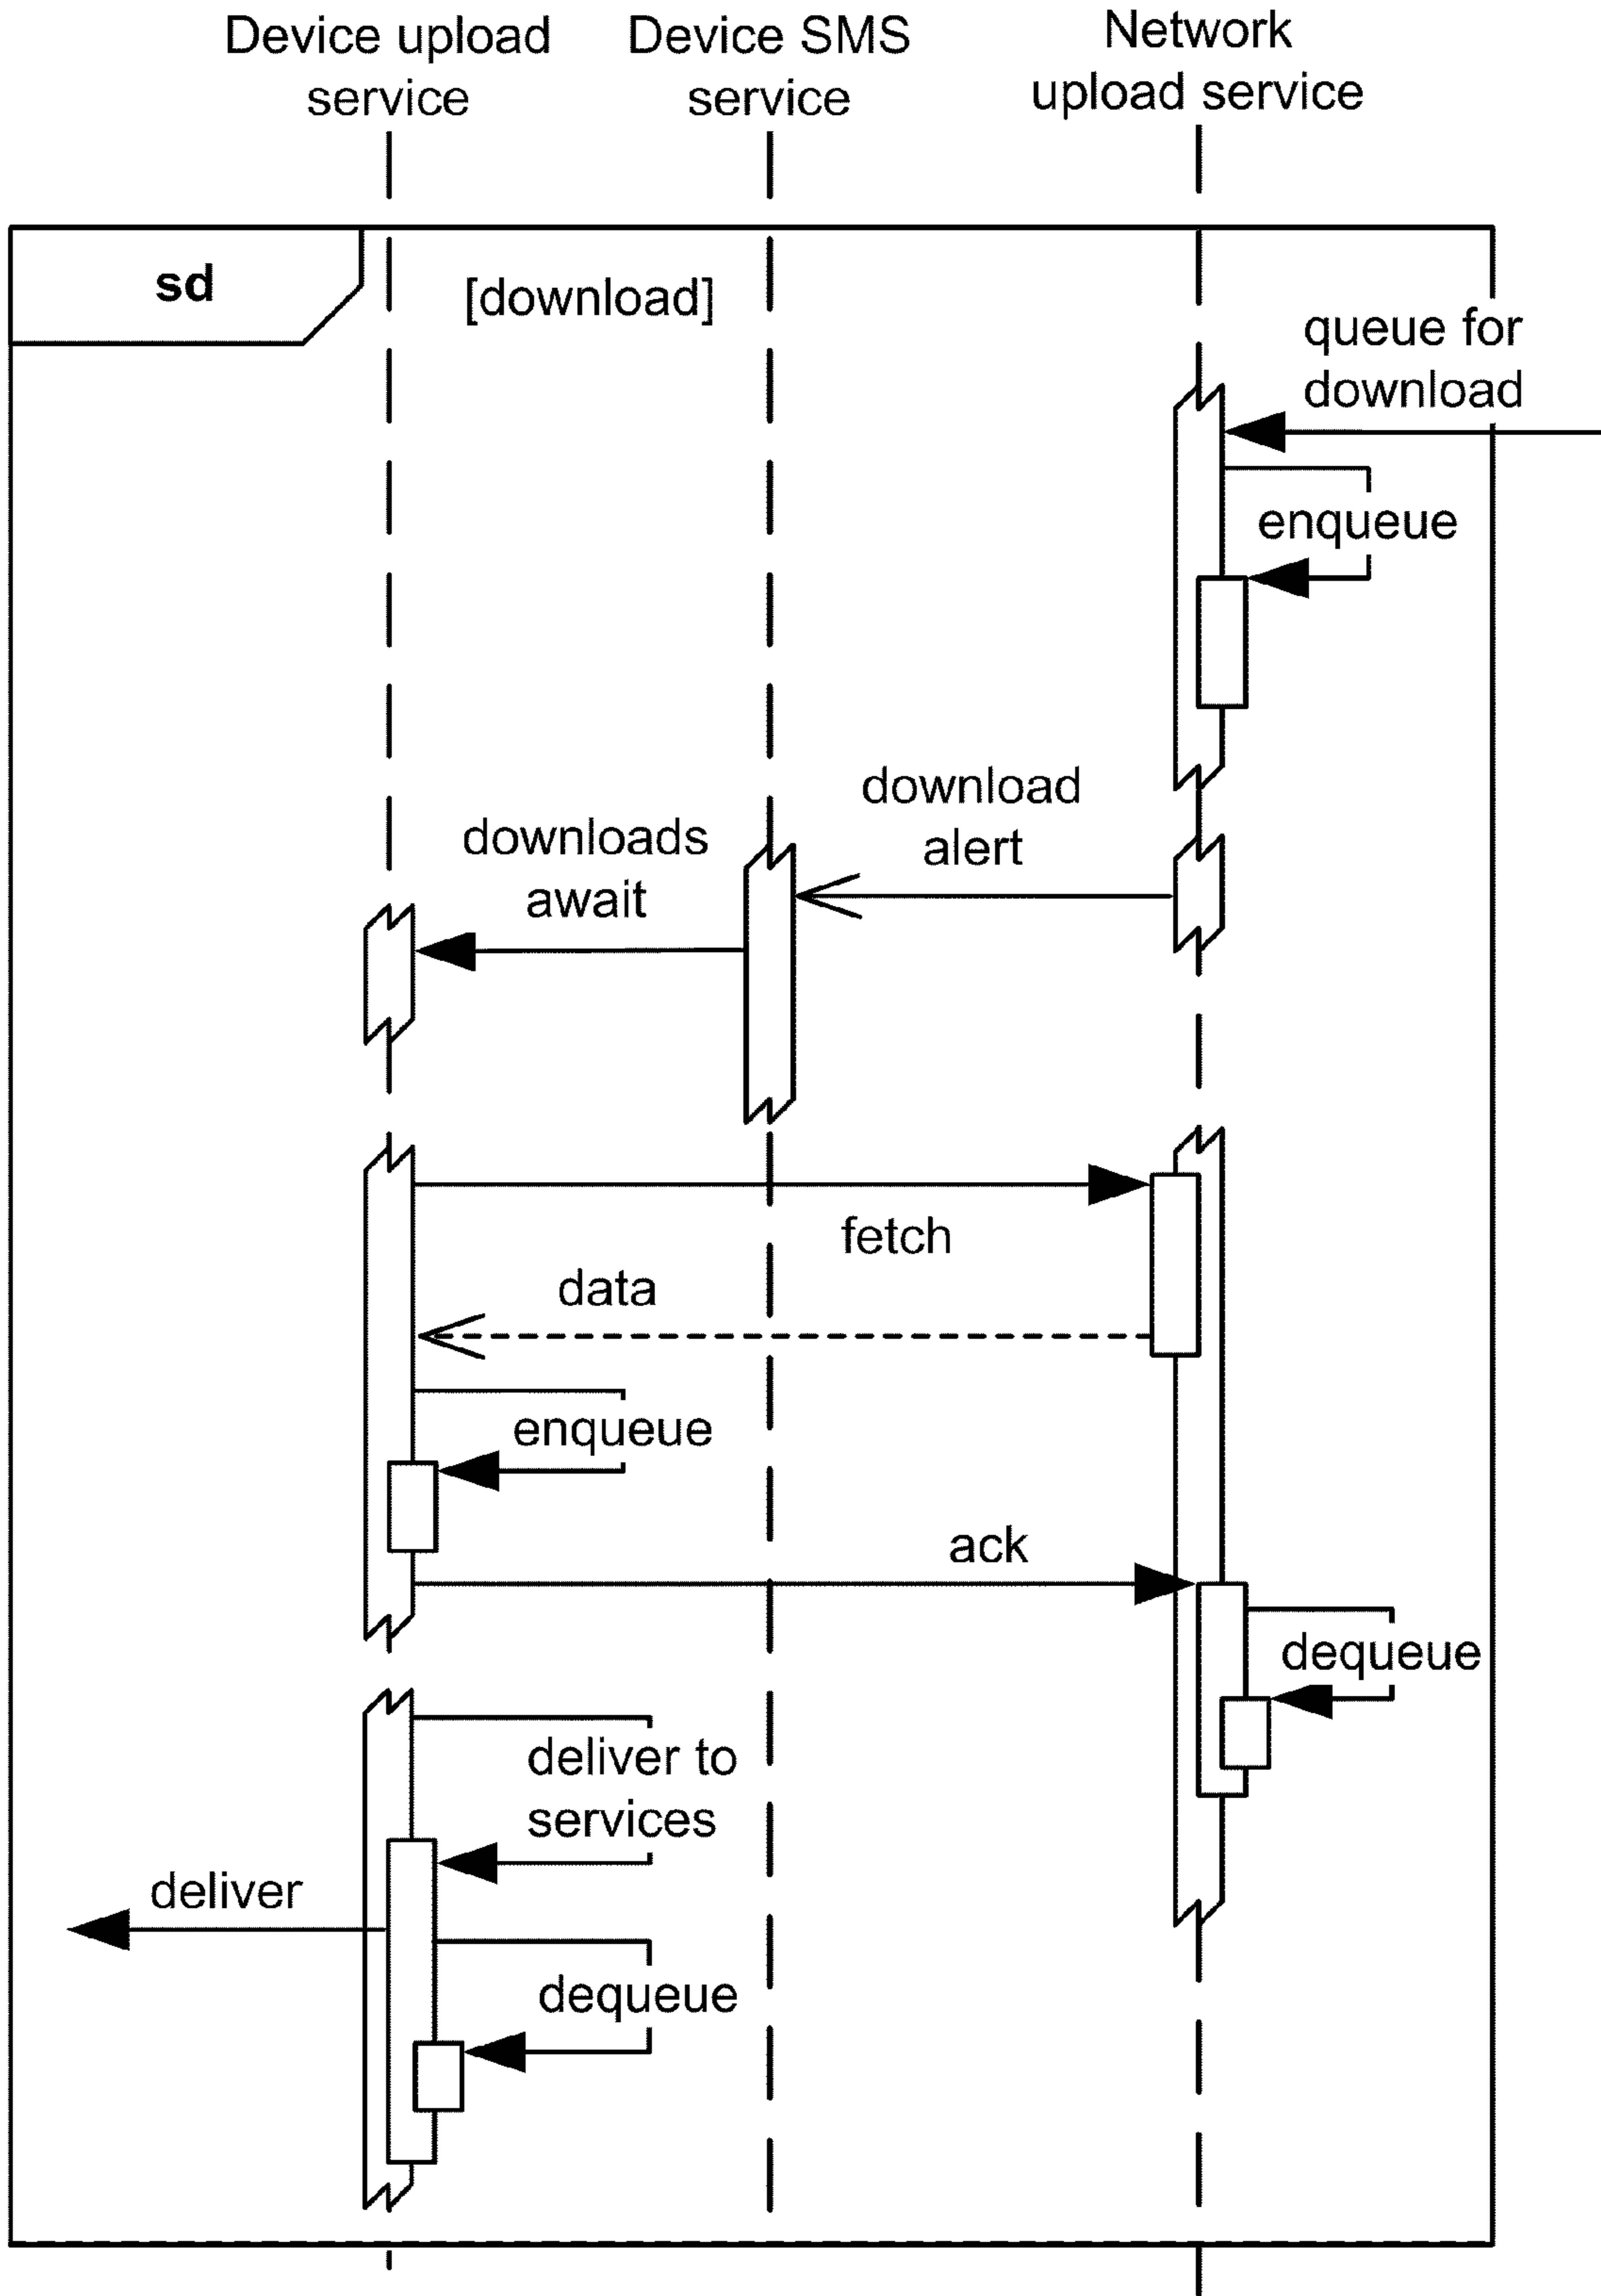 Device upload
service
Device SMS
service
Network
upload service
sd
[download]
queue for
download
enqueue
download
alert
downloads
await
fetch
data
enqueue
ack
dequeue
deliver to
services
deliver
dequeue